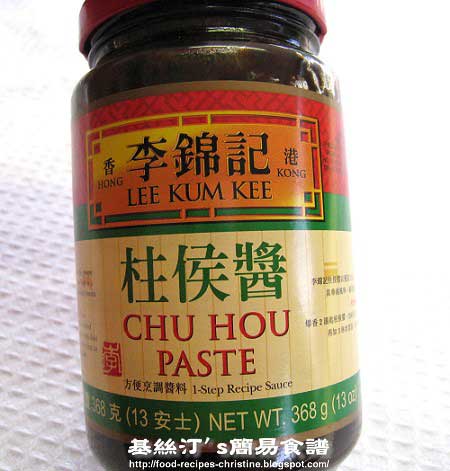 香 李錦記 港
HONG KONG
LEE KUM KEE
柱侯醬
CHU HOU
PASTE
方便烹調醬料 1-Step Recipe Sauce
368 克 (13 安士) NET WT. 368 g (13 oz)
基絲汀's簡易食譜
http://food-recipes-christine.blogspot.com